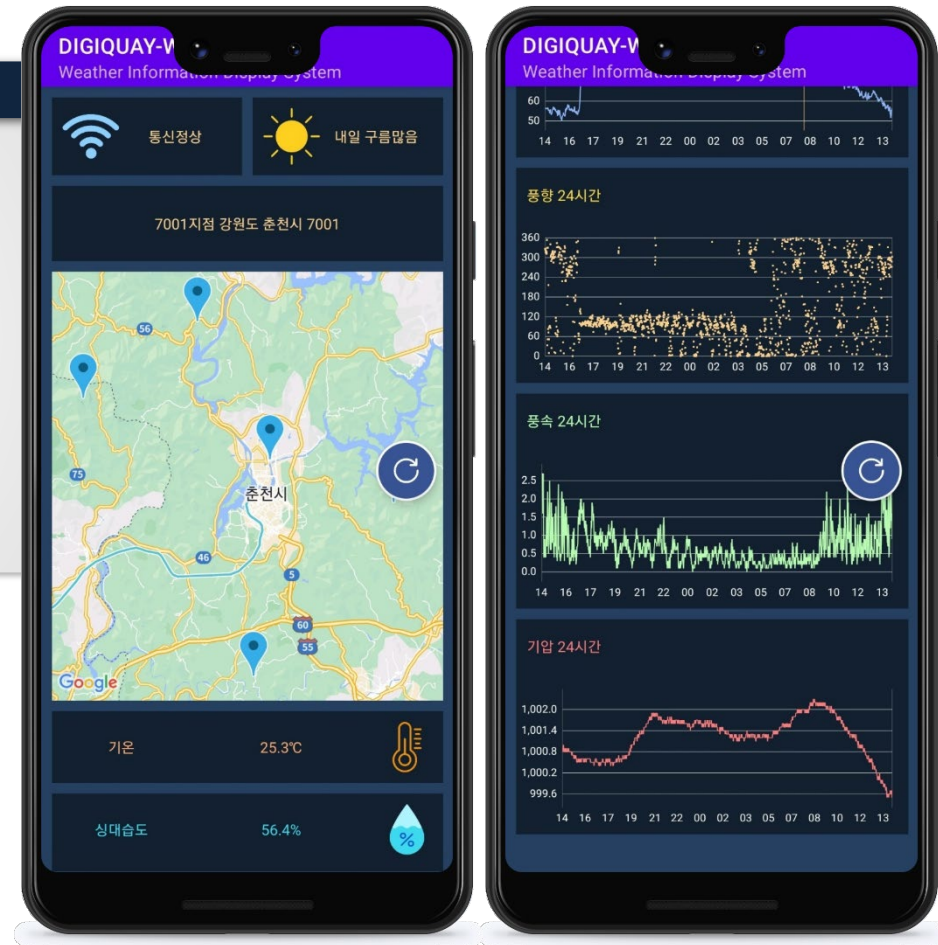 DIGIQUAY-W
Weather Information Display System
통신정상
내일 구름많음
7001지점 강원도 춘천시 7001
56
75
춘천시
46
5
60
55
Google
기온 25.3℃
싱대습도 56.4%
%
DIGIQUAY-W
Weather Information Display System
60
50
14 16 17 19 21 22 00 02 03 05 07 08 10 12 13
풍향 24시간
360
300
240
180
120
60
0
14 16 17 19 21 22 00 02 03 05 07 08 10 12 13
풍속 24시간
2.5
2.0
1.5
1.0
0.5
0.0
14 16 17 19 21 22 00 02 03 05 07 08 10 12 13
기압 24시간
1,002.0
1,001.4
1,000.8
1,000.2
999.6
14 16 17 19 21 22 00 02 03 05 07 08 10 12 13